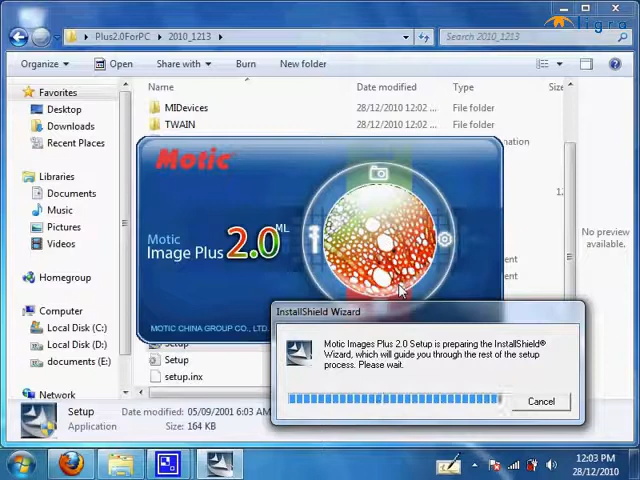 ligra
Plus2.0ForPC
2010_1213
Search 2010_1213
Organize
Open
Share with
Burn
New folder
Favorites
Desktop
Downloads
Recent Places
Libraries
Documents
Music
Pictures
Videos
Homegroup
Computer
Local Disk (C:)
Local Disk (D:)
documents (E:)
Network
Name
Date modified
Type
Size
MIDevices
28/12/2010 12:02 ...
File folder
TWAIN
28/12/2010 12:02 ...
File folder
No preview
available.
Motic
Motic
Image Plus 2.0 ML
MOTIC CHINA GROUP CO., LTD.
Setup
setup.inx
InstallShield Wizard
Motic Images Plus 2.0 Setup is preparing the InstallShield®
Wizard, which will guide you through the rest of the setup
process. Please wait.
Cancel
Setup
Date modified: 05/09/2001 6:03 AM
Application
Size: 164 KB
12:03 PM
28/12/2010